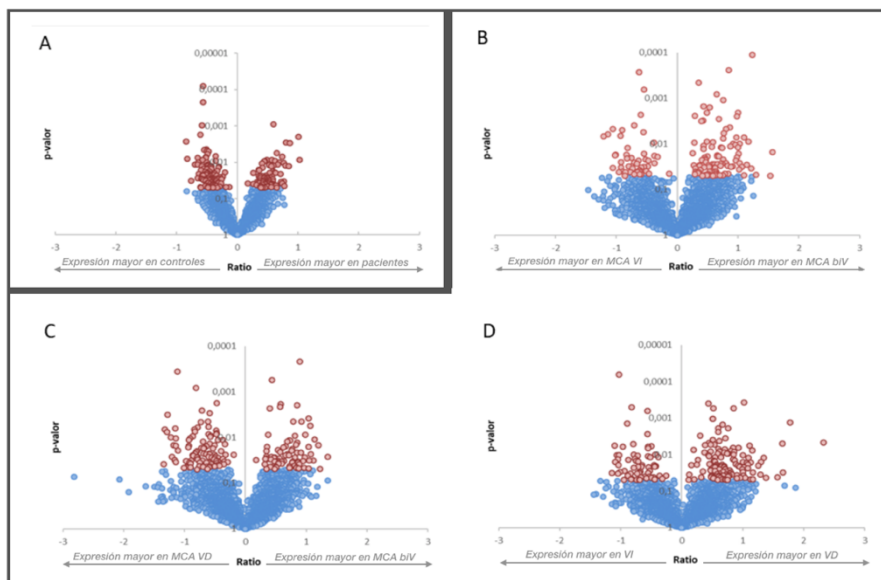 A
0,00001
0,0001
0,001
0,01
0,1
1
p-valor
-3 -2 -1 0 1 2 3
Expresión mayor en controles Ratio Expresión mayor en pacientes
B
0,0001
0,001
0,01
0,1
p-valor
-3 -2 -1 0 1 2 3
Expresión mayor en MCA VI Ratio Expresión mayor en MCA biV
C
0,0001
0,001
0,01
0,1
p-valor
-3 -2 -1 0 1 2 3
Expresión mayor en MCA VD Ratio Expresión mayor en MCA biV
D
0,00001
0,0001
0,001
0,01
0,1
p-valor
-3 -2 -1 0 1 2 3
Expresión mayor en VI Ratio Expresión mayor en VD